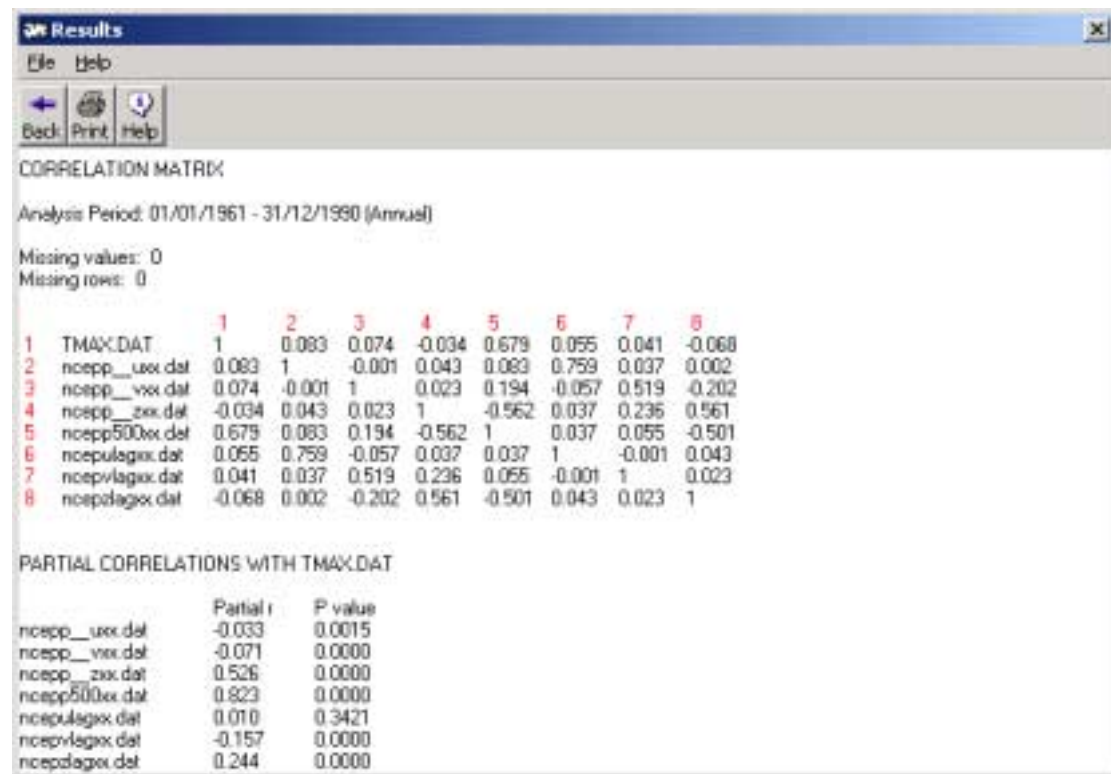 Results
File Help
Back Print Help
CORRELATION MATRIX
Analysis Period: 01/01/1961 - 31/12/1990 (Annual)
Missing values: 0
Missing rows: 0
1 2 3 4 5 6 7 8
1 TMAX.DAT 1 0.083 0.074 -0.034 0.679 0.055 0.041 -0.068
2 ncepp__uxx.dat 0.083 1 -0.001 0.043 0.083 0.759 0.037 0.002
3 ncepp__vxx.dat 0.074 -0.001 1 0.023 0.194 -0.057 0.519 -0.202
4 ncepp__zxx.dat -0.034 0.043 0.023 1 -0.562 0.037 0.236 0.561
5 ncepp500xx.dat 0.679 0.083 0.194 -0.562 1 0.037 0.055 -0.501
6 ncepulagxx.dat 0.055 0.759 -0.057 0.037 0.037 1 -0.001 0.043
7 ncepvlagxx.dat 0.041 0.037 0.519 0.236 0.055 -0.001 1 0.023
8 ncepzlagxx.dat -0.068 0.002 -0.202 0.561 -0.501 0.043 0.023 1
PARTIAL CORRELATIONS WITH TMAX.DAT
Partial r P value
ncepp__uxx.dat -0.033 0.0015
ncepp__vxx.dat -0.071 0.0000
ncepp__zxx.dat 0.526 0.0000
ncepp500xx.dat 0.823 0.0000
ncepulagxx.dat 0.010 0.3421
ncepvlagxx.dat -0.157 0.0000
ncepzlagxx.dat 0.244 0.0000